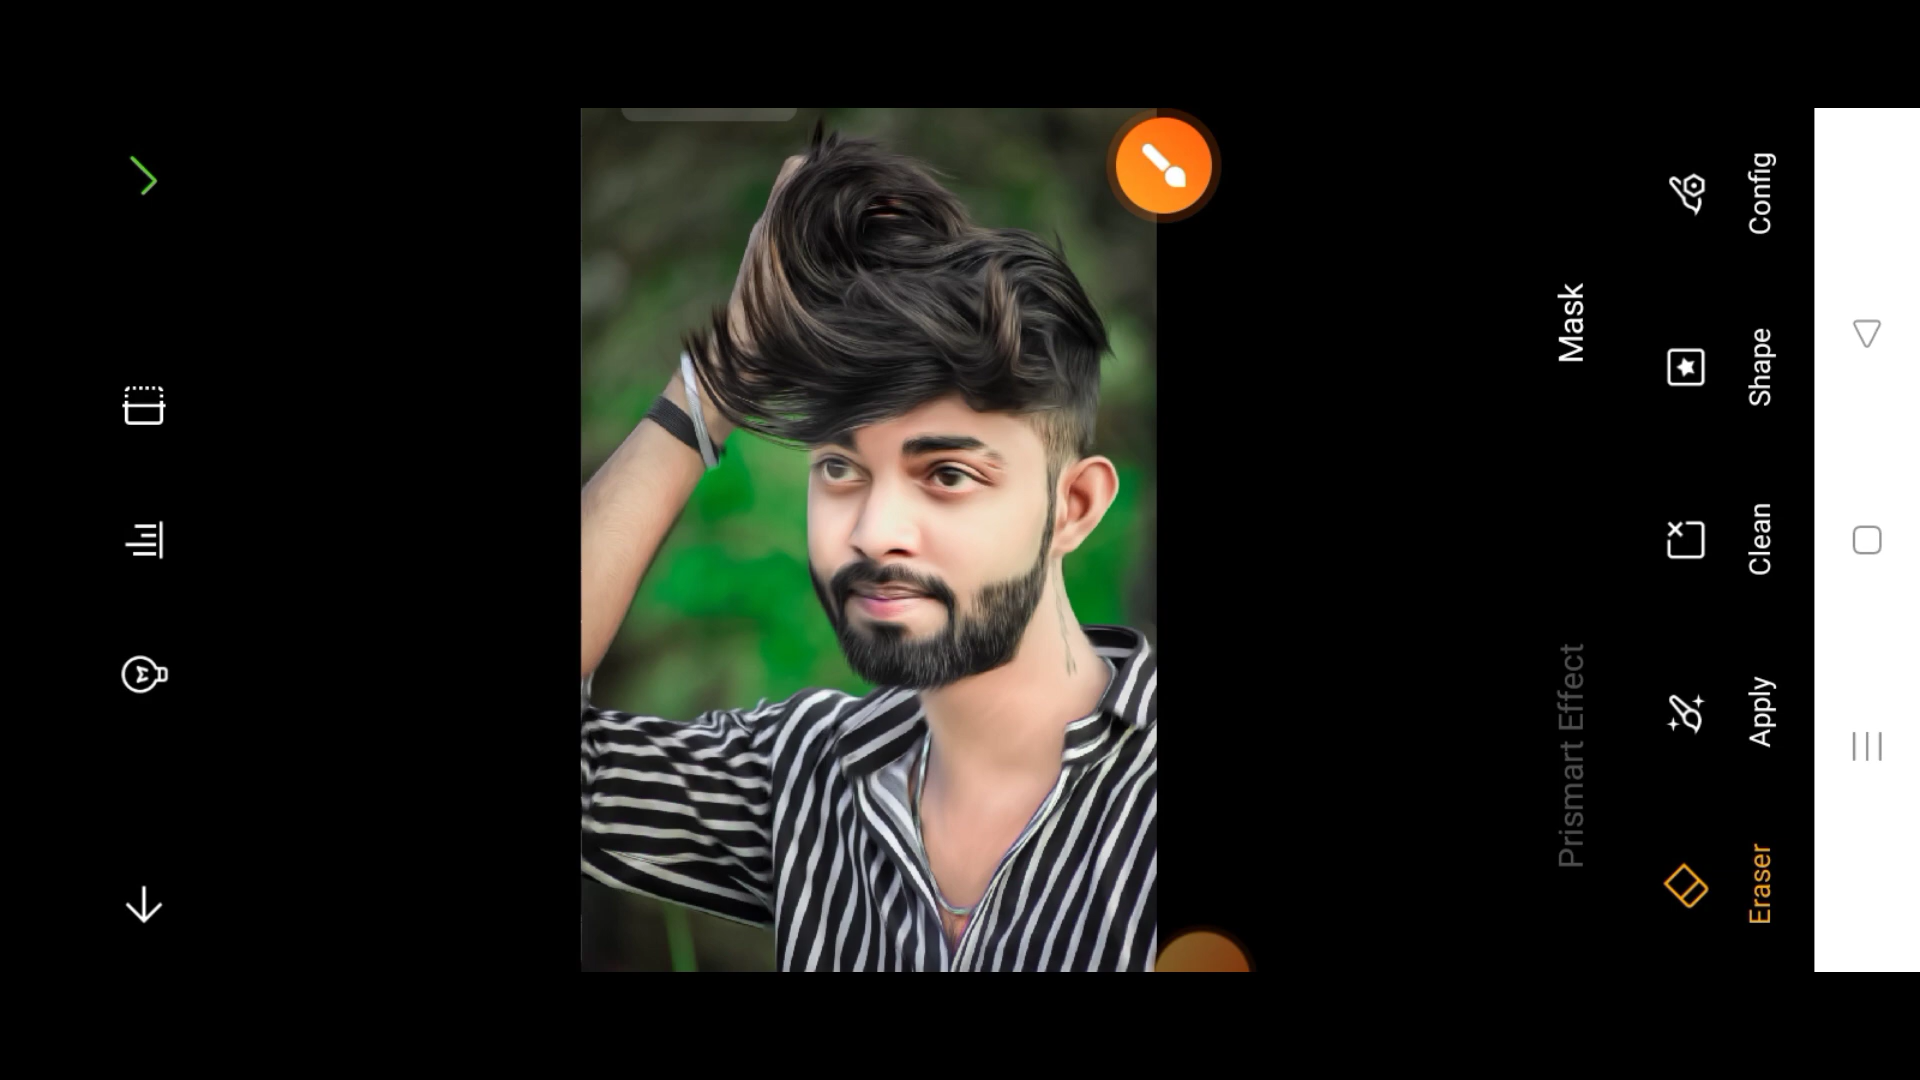 Prismart Effect
Mask
Eraser
Apply
Clean
Shape
Config